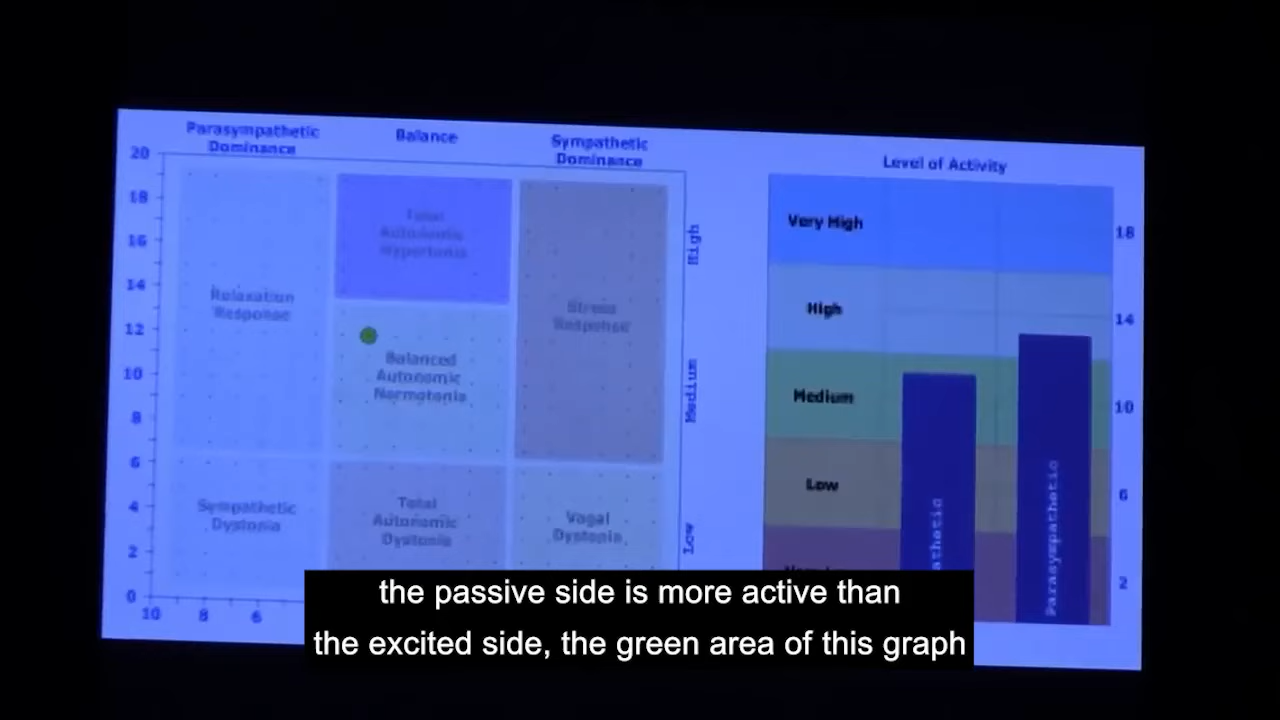 Parasympathetic
Dominance
Balance
Sympathetic
Dominance
20
18
16
14
12
10
8
6
4
2
0
10
8
6
Relaxation
Response
Total
Autonomic
Hypertonia
Balanced
Autonomic
Normotonia
Stress
Response
Sympathetic
Dystonia
Total
Autonomic
Dystonia
Vagal
Dystonia
High
Medium
Low
Level of Activity
Very High
High
Medium
Low
18
14
10
6
2
Parasympathetic
the passive side is more active than
the excited side, the green area of this graph